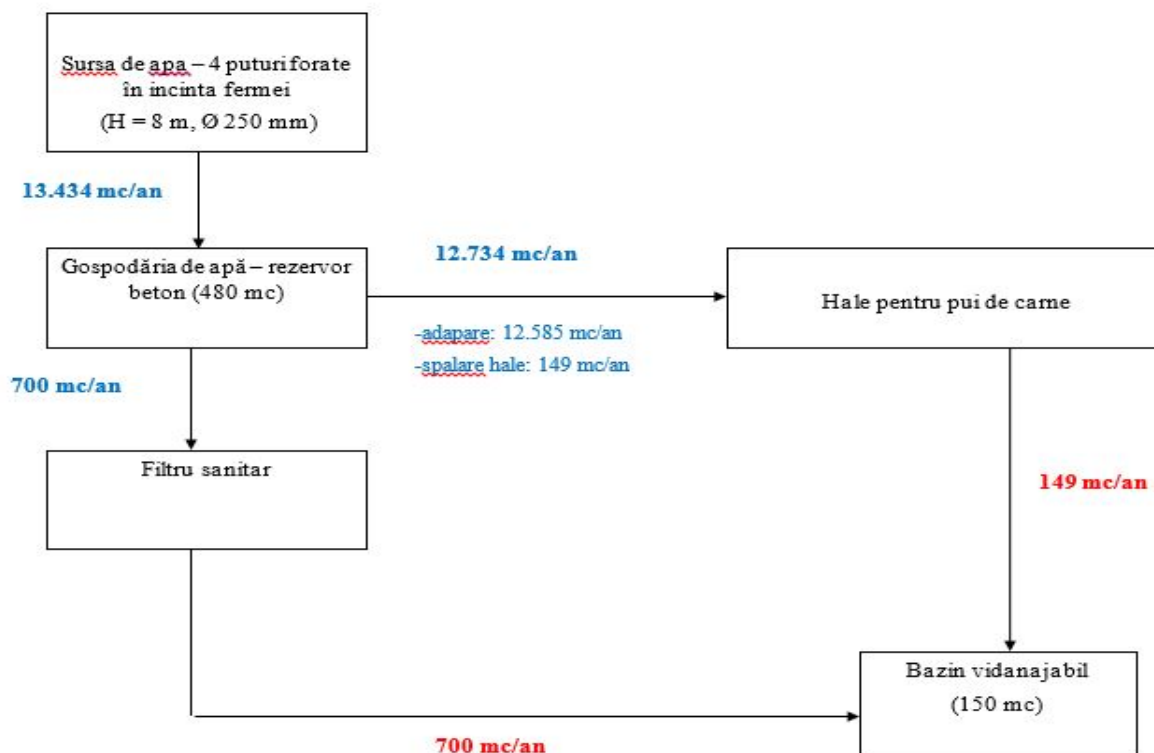 Sursa de apa – 4 puturi forate
în incinta fermei
(H = 8 m, Ø 250 mm)
13.434 mc/an
Gospodăria de apă – rezervor
beton (480 mc)
12.734 mc/an
-adapare: 12.585 mc/an
-spalare hale: 149 mc/an
Hale pentru pui de carne
700 mc/an
Filtru sanitar
149 mc/an
Bazin vidanajabil
(150 mc)
700 mc/an